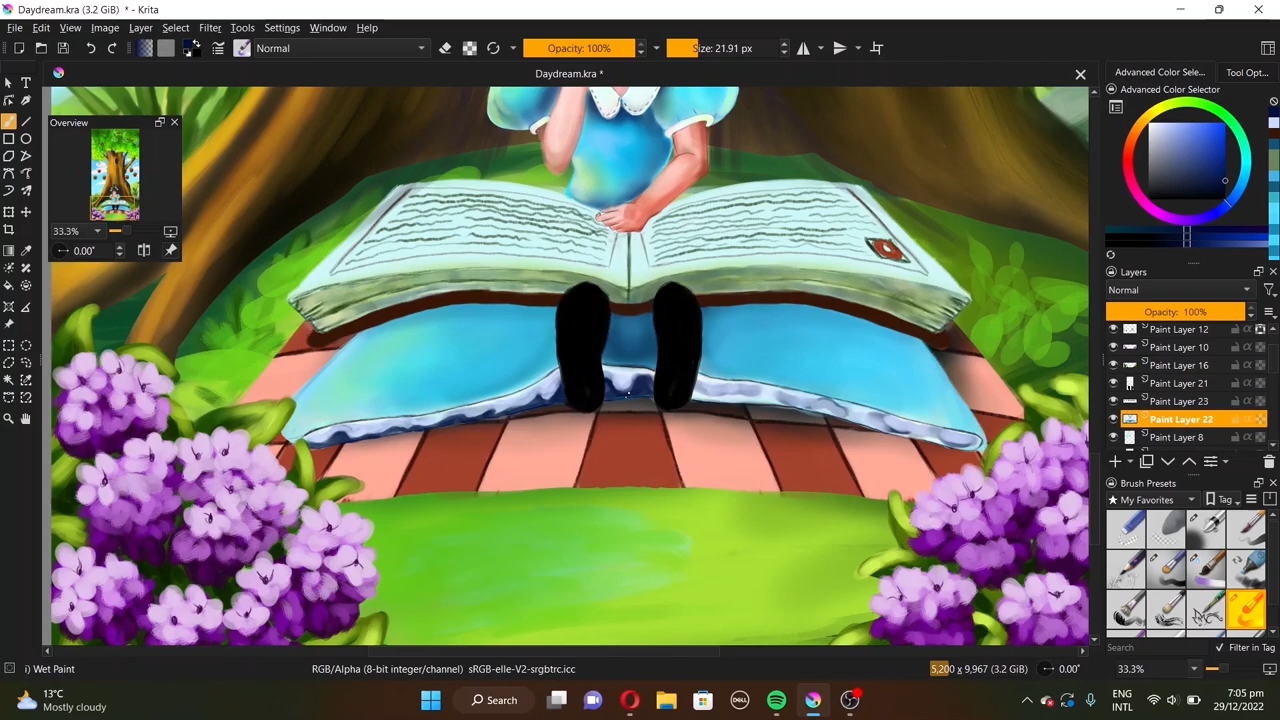 Daydream.kra (3.2 GiB) * - Krita
File Edit View Image Layer Select Filter Tools Settings Window Help
Normal Opacity: 100% Size: 21.91 px
Daydream.kra *
Advanced Color Sele... Tool Opt...
Advanced Color Selector
Overview
33.3%
0.00°
Layers
Normal
Opacity: 100%
Paint Layer 12
Paint Layer 10
Paint Layer 16
Paint Layer 21
Paint Layer 23
Paint Layer 22
Paint Layer 8
Brush Presets
My Favorites Tag
Search Filter in Tag
i) Wet Paint RGB/Alpha (8-bit integer/channel) sRGB-elle-V2-srgbtrc.icc 5,200 x 9,967 (3.2 GiB) 0.00° 33.3%
13°C
Mostly cloudy
Search
DELL
ENG
INTL
7:05 pm
29/12/2022